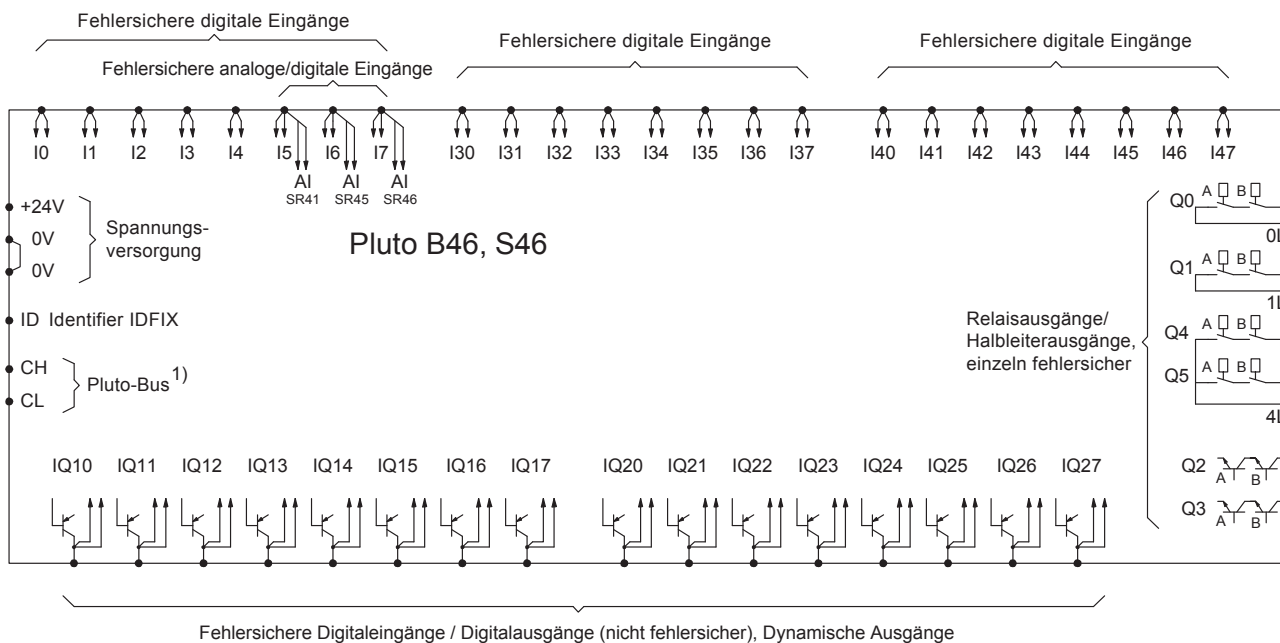 Fehlersichere digitale Eingänge
Fehlersichere digitale Eingänge
Fehlersichere digitale Eingänge
Fehlersichere analoge/digitale Eingänge
I0 I1 I2 I3 I4 I5 I6 I7 I30 I31 I32 I33 I34 I35 I36 I37 I40 I41 I42 I43 I44 I45 I46 I47
AI AI AI
SR41 SR45 SR46
+24V
0V
0V
Spannungs-
versorgung
Pluto B46, S46
ID Identifier IDFIX
CH
CL
Pluto-Bus 1)
Relaisausgänge/
Halbleiterausgänge,
einzeln fehlersicher
Q0 A B
0L
Q1 A B
1L
Q4 A B
Q5 A B
4L
Q2 A B
Q3 A B
IQ10 IQ11 IQ12 IQ13 IQ14 IQ15 IQ16 IQ17 IQ20 IQ21 IQ22 IQ23 IQ24 IQ25 IQ26 IQ27
Fehlersichere Digitaleingänge / Digitalausgänge (nicht fehlersicher), Dynamische Ausgänge